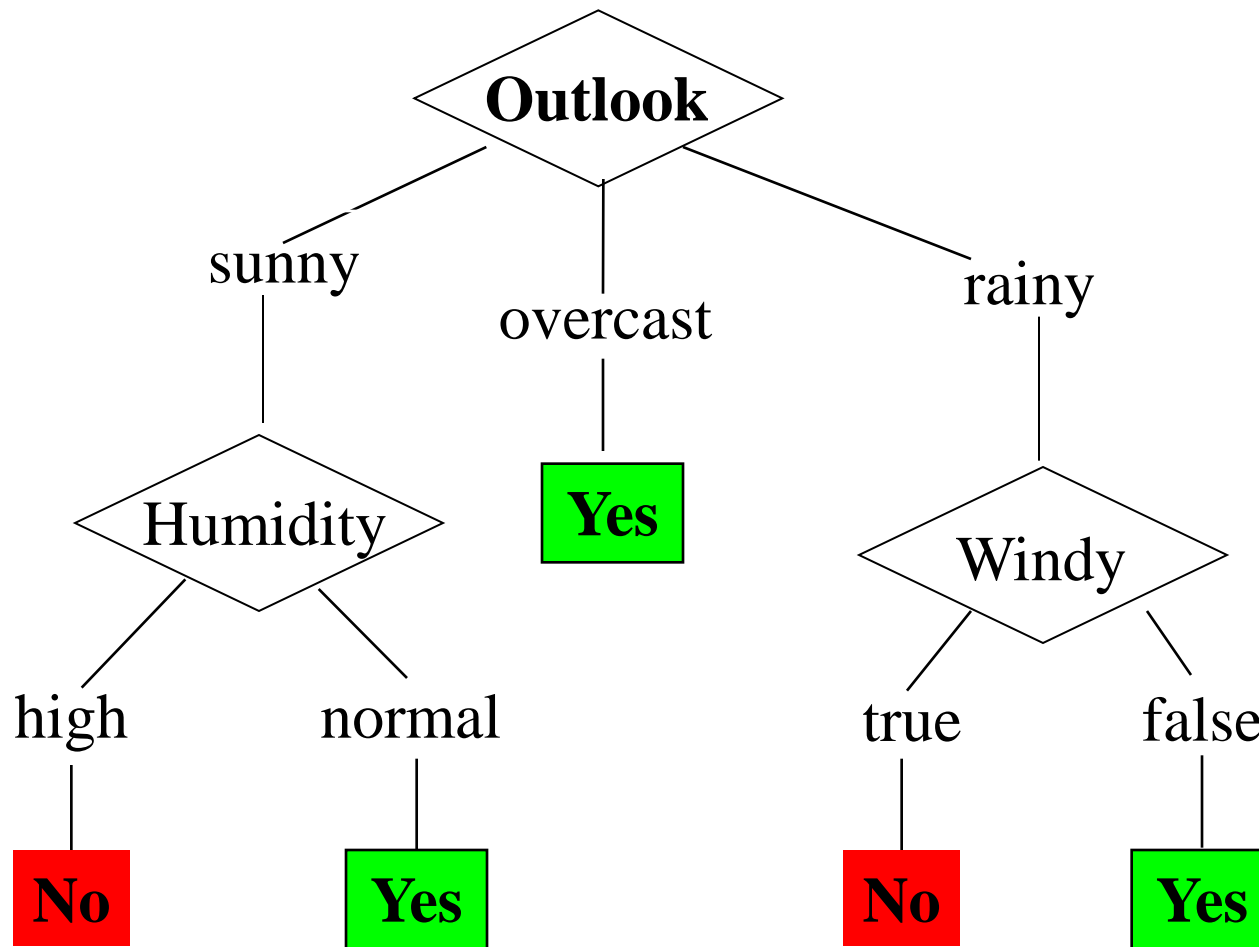 Outlook
sunny
overcast
rainy
Humidity
Yes
Windy
high
normal
true
false
No
Yes
No
Yes